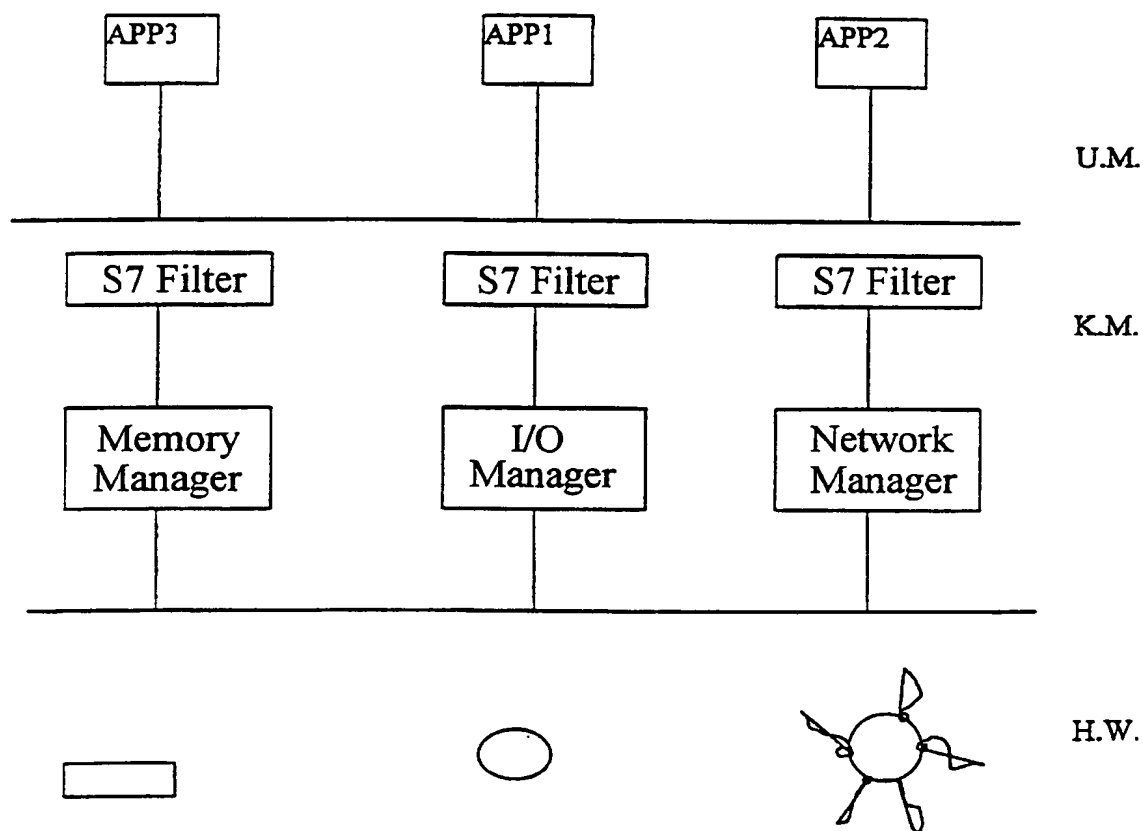 APP3
APP1
APP2
U.M.
S7 Filter
S7 Filter
S7 Filter
K.M.
Memory
Manager
I/O
Manager
Network
Manager
H.W.